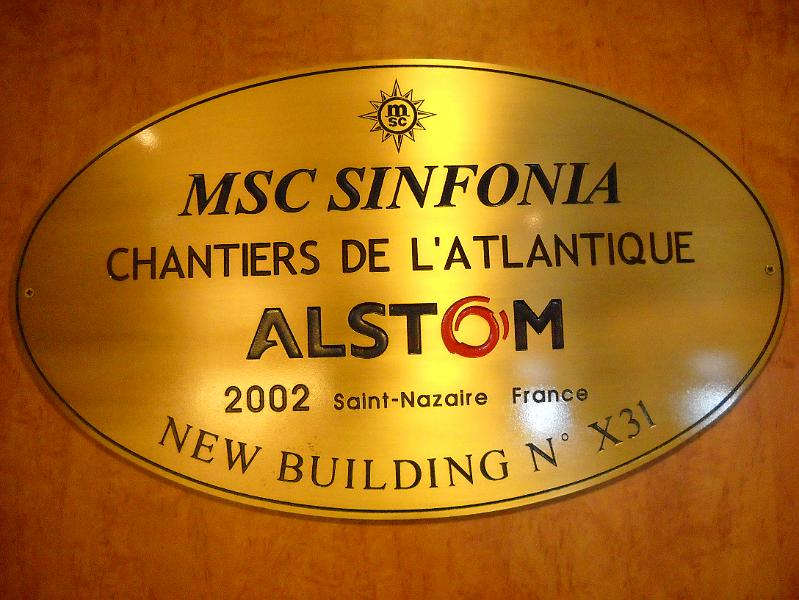 msc
MSC SINFONIA
CHANTIERS DE L'ATLANTIQUE
ALSTOM
2002 Saint-Nazaire France
NEW BUILDING N° X31